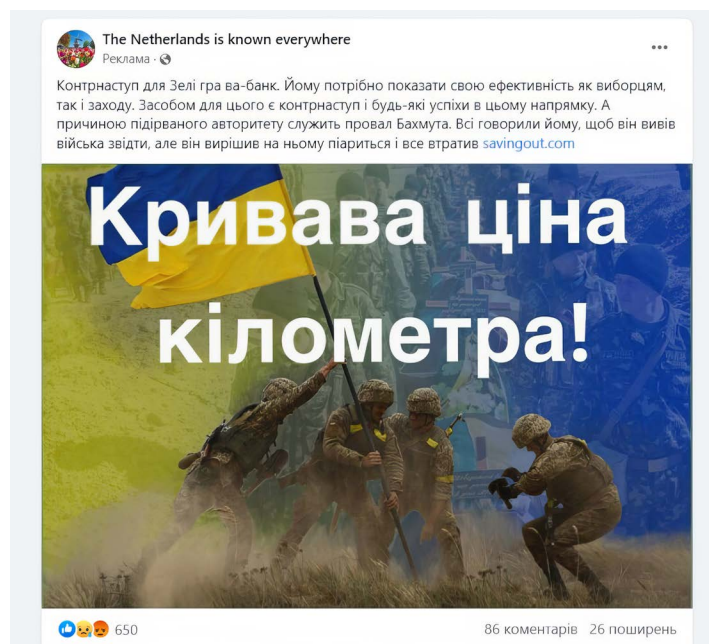 The Netherlands is known everywhere
Реклама ·
Контрнаступ для Зелі гра ва-банк. Йому потрібно показати свою ефективність як виборцям,
так і заходу. Засобом для цього є контрнаступ і будь-які успіхи в цьому напрямку. А
причиною підірваного авторитету служить провал Бахмута. Всі говорили йому, щоб він вивів
війська звідти, але він вирішив на ньому піариться і все втратив savingout.com
Кривава ціна
кілометра!
650
86 коментарів 26 поширень